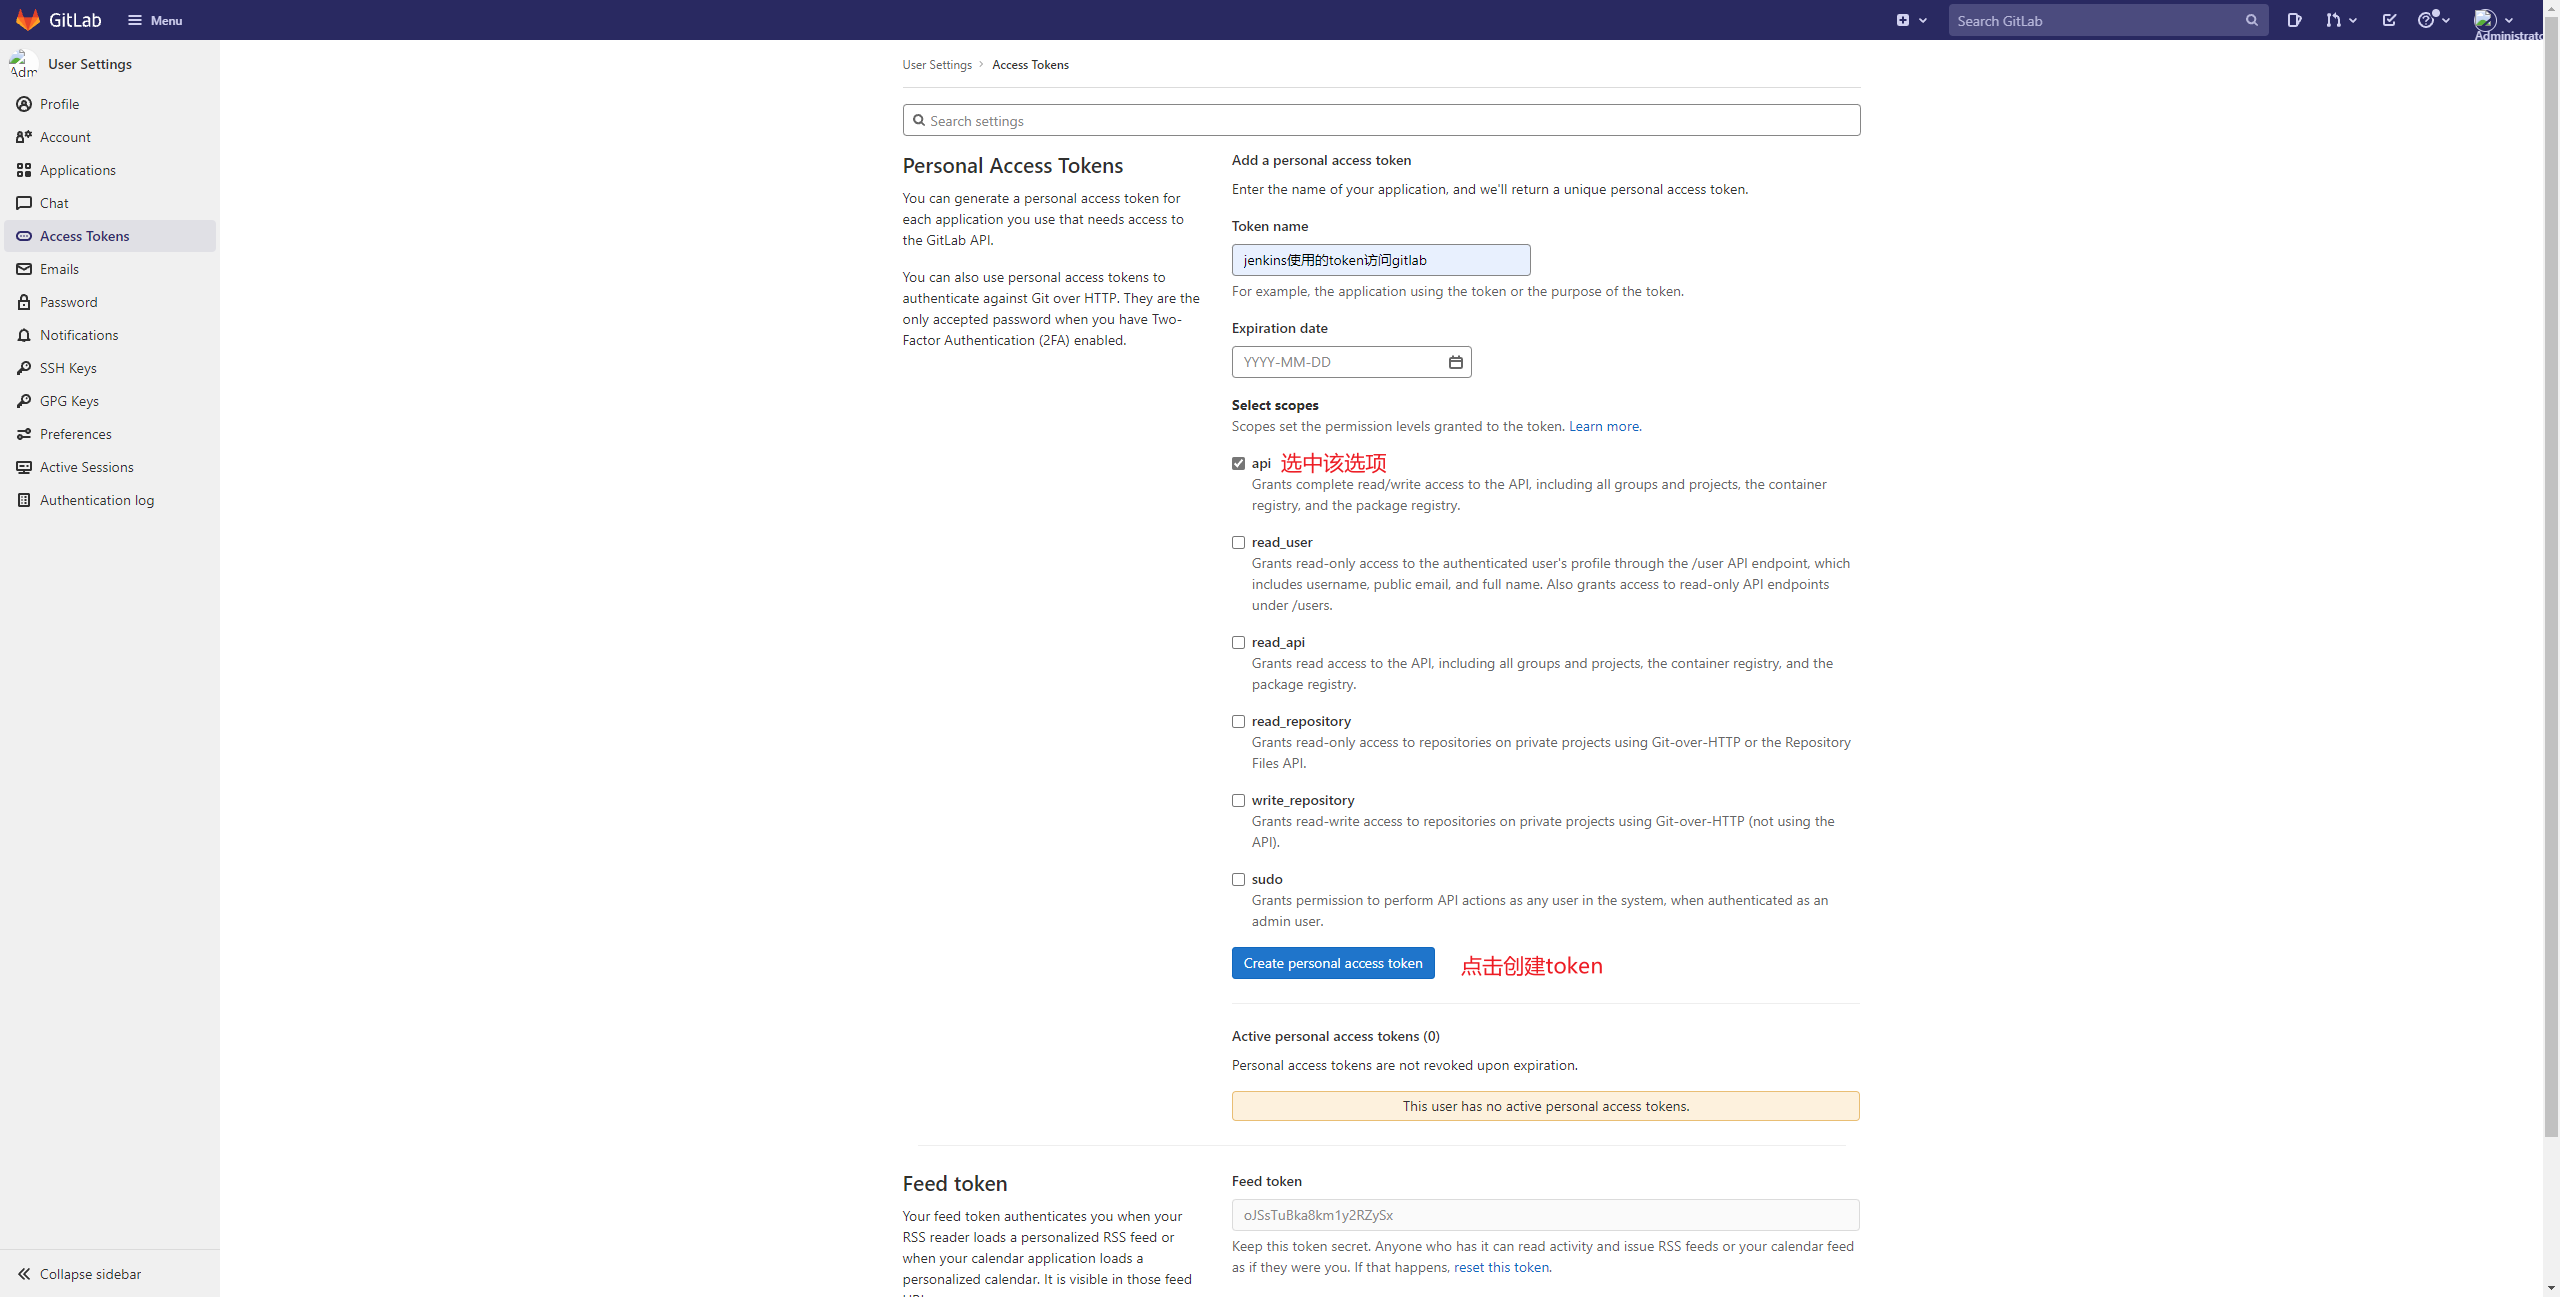 GitLab
Menu
Search GitLab
Administrato
Adm
User Settings
Profile
Account
Applications
Chat
Access Tokens
Emails
Password
Notifications
SSH Keys
GPG Keys
Preferences
Active Sessions
Authentication log
Collapse sidebar
User Settings
Access Tokens
Search settings
Personal Access Tokens
You can generate a personal access token for
each application you use that needs access to
the GitLab API.
You can also use personal access tokens to
authenticate against Git over HTTP. They are the
only accepted password when you have Two-
Factor Authentication (2FA) enabled.
Add a personal access token
Enter the name of your application, and we'll return a unique personal access token.
Token name
jenkins使用的token访问gitlab
For example, the application using the token or the purpose of the token.
Expiration date
YYYY-MM-DD
Select scopes
Scopes set the permission levels granted to the token. Learn more.
api 选中该选项
Grants complete read/write access to the API, including all groups and projects, the container
registry, and the package registry.
read_user
Grants read-only access to the authenticated user's profile through the /user API endpoint, which
includes username, public email, and full name. Also grants access to read-only API endpoints
under /users.
read_api
Grants read access to the API, including all groups and projects, the container registry, and the
package registry.
read_repository
Grants read-only access to repositories on private projects using Git-over-HTTP or the Repository
Files API.
write_repository
Grants read-write access to repositories on private projects using Git-over-HTTP (not using the
API).
sudo
Grants permission to perform API actions as any user in the system, when authenticated as an
admin user.
Create personal access token 点击创建token
Active personal access tokens (0)
Personal access tokens are not revoked upon expiration.
This user has no active personal access tokens.
Feed token
Your feed token authenticates you when your
RSS reader loads a personalized RSS feed or
when your calendar application loads a
personalized calendar. It is visible in those feed
Feed token
oJSsTuBka8km1y2RZySx
Keep this token secret. Anyone who has it can read activity and issue RSS feeds or your calendar feed
as if they were you. If that happens, reset this token.